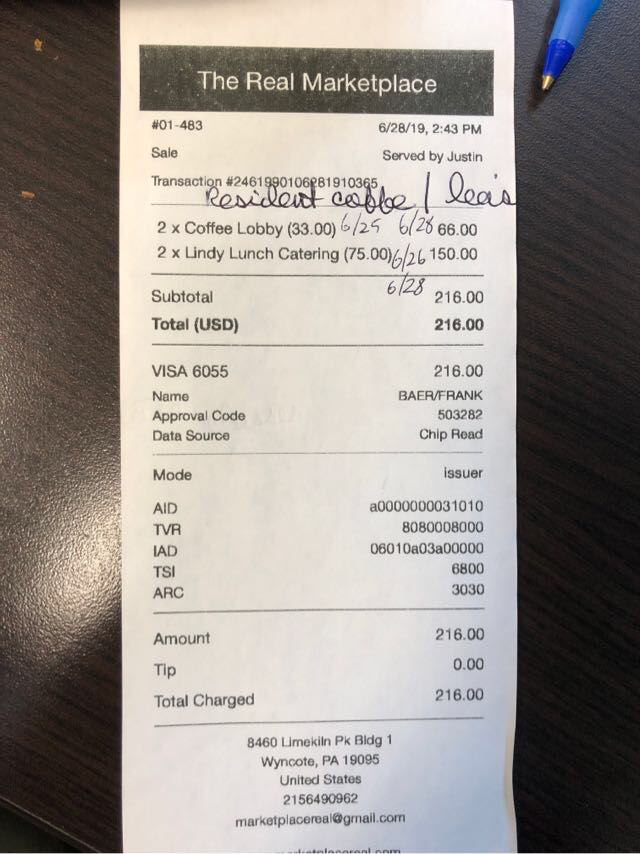 The Real Marketplace
#01-483 6/28/19, 2:43 PM
Sale Served by Justin
Transaction #2461990106281910365
Resident coffee /
2 x Coffee Lobby (33.00) 6/25 6/28 66.00
2 x Lindy Lunch Catering (75.00) 6/26 150.00
6/28
Subtotal 216.00
Total (USD) 216.00
VISA 6055 216.00
Name BAER/FRANK
Approval Code 503282
Data Source Chip Read
Mode issuer
AID a0000000031010
TVR 8080008000
IAD 06010a03a00000
TSI 6800
ARC 3030
Amount 216.00
Tip 0.00
Total Charged 216.00
8460 Limekiln Pk Bldg 1
Wyncote, PA 19095
United States
2156490962
marketplacereal@gmail.com